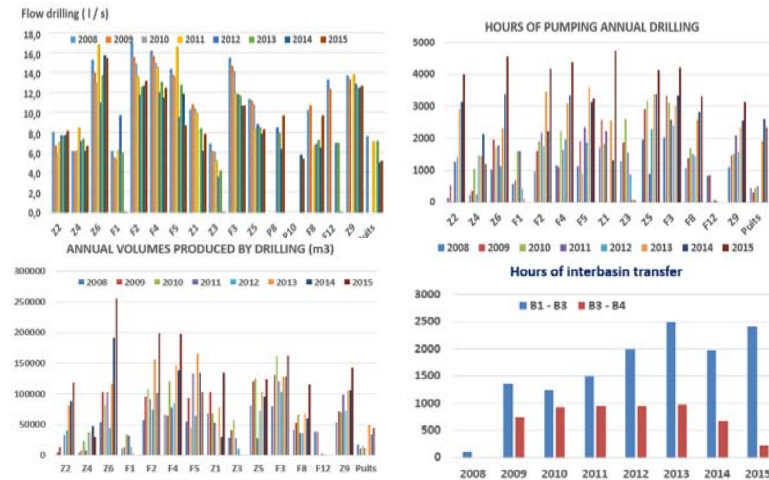 Flow drilling ( l / s)
2008 2009 2010 2011 2012 2013 2014 2015
18,0
16,0
14,0
12,0
10,0
8,0
6,0
4,0
2,0
0,0
Z2 Z4 Z6 F1 F2 F4 F5 Z1 Z3 F3 Z5 P8 P10 F8 F12 Z9 Puits
HOURS OF PUMPING ANNUAL DRILLING
5000
4000
3000
2000
1000
0
Z2 Z4 Z6 F1 F2 F4 F5 Z1 Z3 Z5 F3 F8 F12 Z9 Puits
2008 2009 2010 2011 2012 2013 2014 2015
ANNUAL VOLUMES PRODUCED BY DRILLING (m3)
2008 2009 2010 2011 2012 2013 2014 2015
300000
250000
200000
150000
100000
50000
0
Z2 Z4 Z6 F1 F2 F4 F5 Z1 Z3 Z5 F3 F8 F12 Z9 Puits
Hours of interbasin transfer
B1 - B3 B3 - B4
3000
2500
2000
1500
1000
500
0
2008 2009 2010 2011 2012 2013 2014 2015